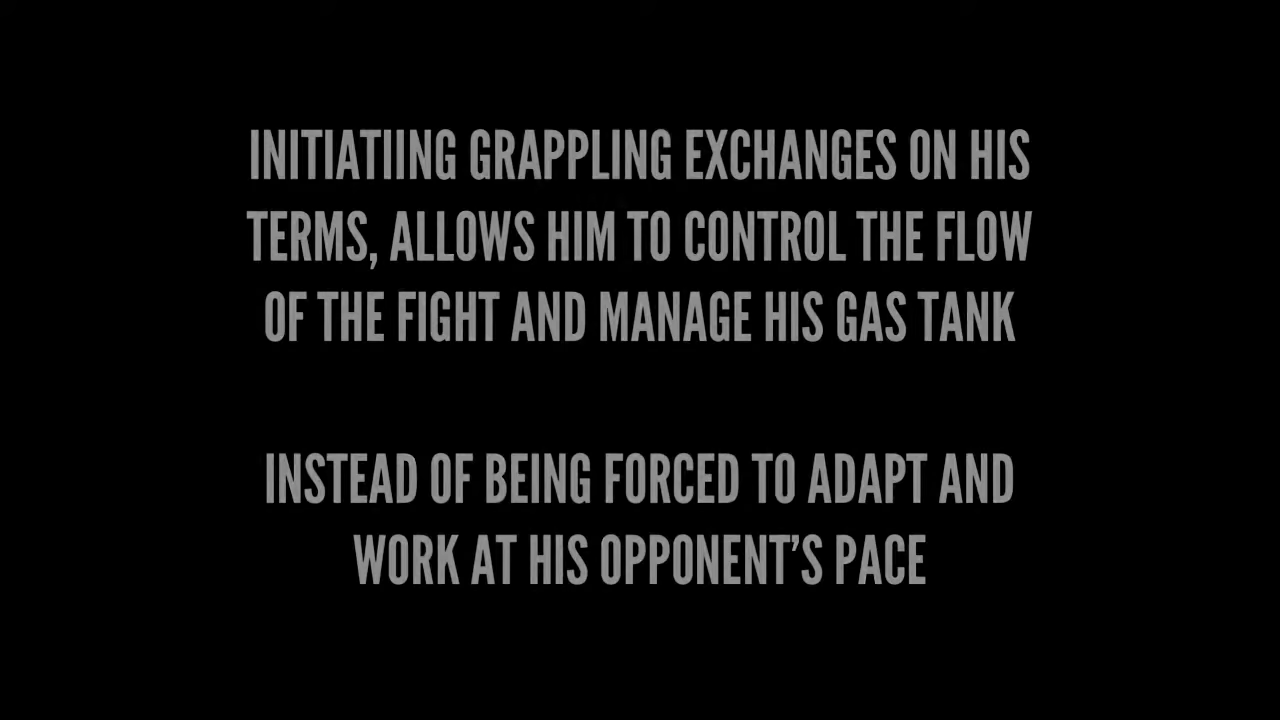 INITIATIING GRAPPLING EXCHANGES ON HIS
TERMS, ALLOWS HIM TO CONTROL THE FLOW
OF THE FIGHT AND MANAGE HIS GAS TANK
INSTEAD OF BEING FORCED TO ADAPT AND
WORK AT HIS OPPONENT’S PACE